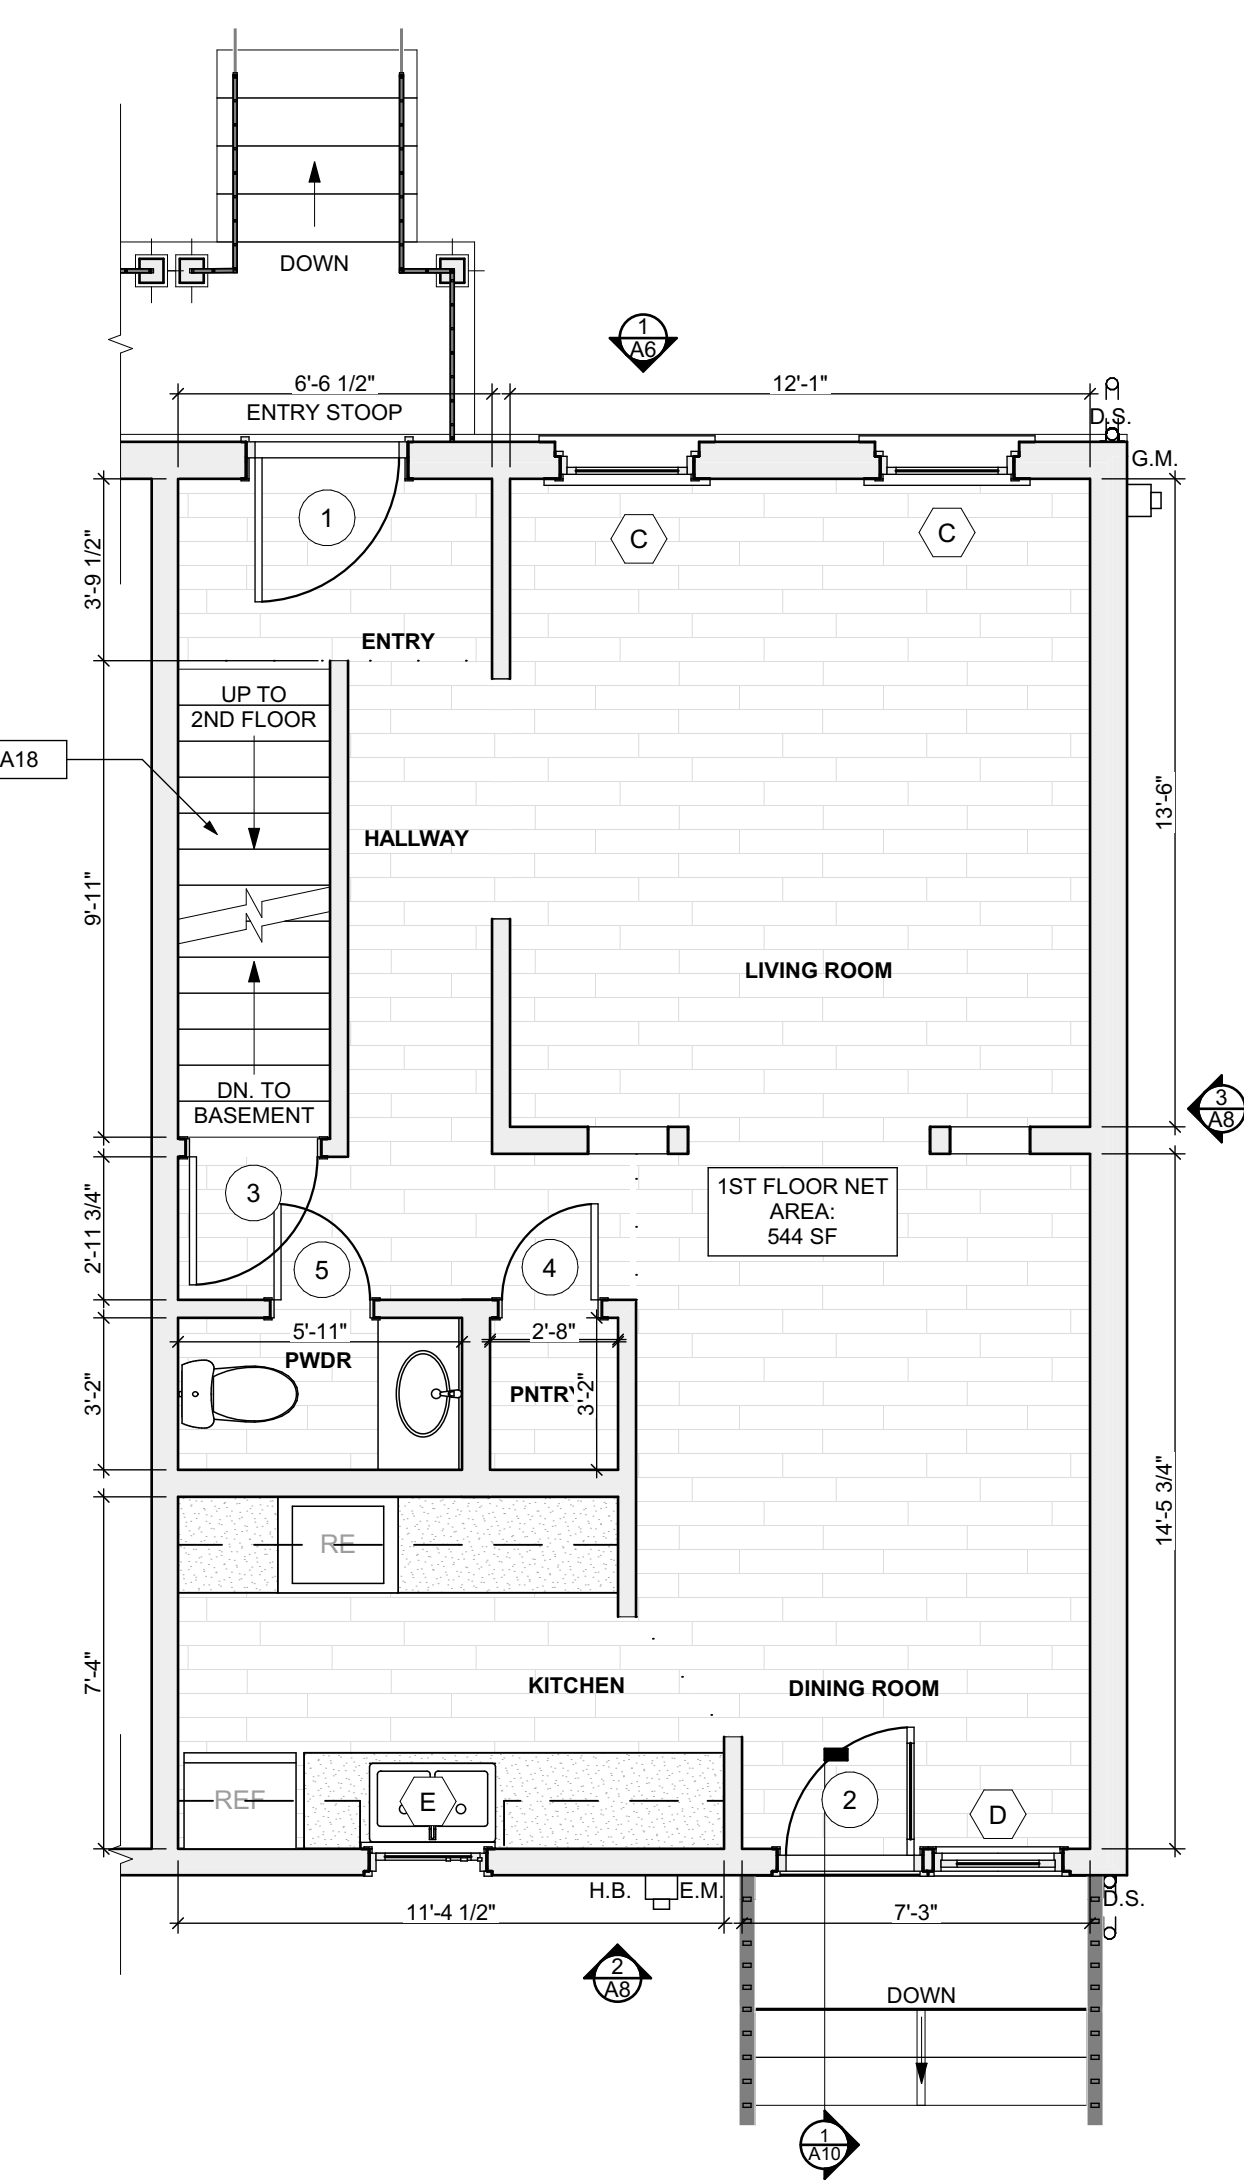 DOWN
1
A6
6'-6 1/2"
12'-1"
ENTRY STOOP
D.S.
G.M.
1
C
C
3'-9 1/2"
ENTRY
UP TO
2ND FLOOR
A18
13'-6"
HALLWAY
9'-11"
LIVING ROOM
DN. TO
BASEMENT
3
A8
3
1ST FLOOR NET
AREA:
544 SF
2'-11 3/4"
5
4
5'-11"
2'-8"
PWDR
3'-2"
PNTRY
3'-2"
14'-5 3/4"
RE
7'-4"
KITCHEN
DINING ROOM
REF
E
2
D
H.B.
E.M.
D.S.
11'-4 1/2"
7'-3"
2
A8
DOWN
1
A10